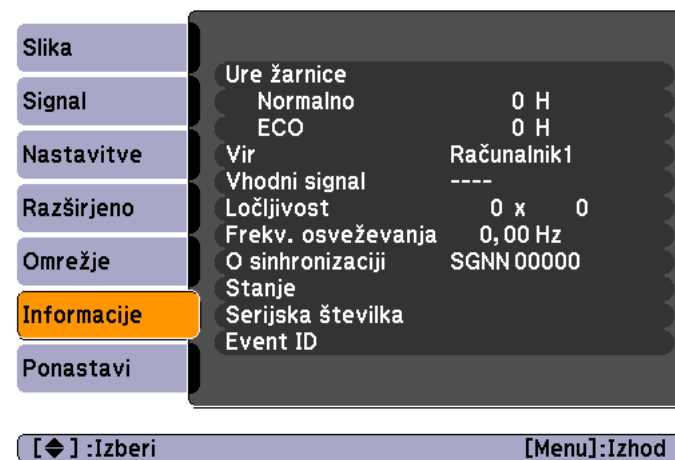 Slika
Signal
Nastavitve
Razširjeno
Omrežje
Informacije
Ponastavi
Ure žarnice
Normalno 0 H
ECO 0 H
Vir Računalnik1
Vhodni signal ----
Ločljivost 0 x 0
Frekv. osveževanja 0,00 Hz
O sinhronizaciji SGNN 00000
Stanje
Serijska številka
Event ID
[◆] :Izberi [Menu]:Izhod